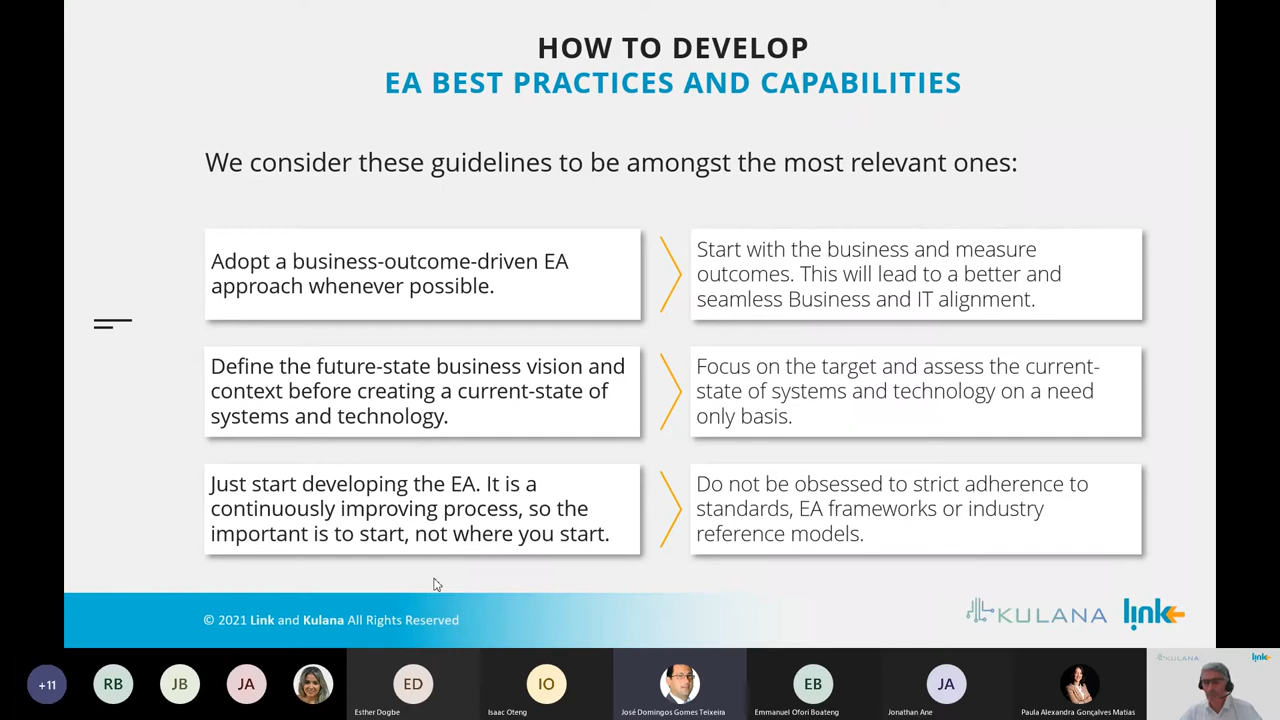 HOW TO DEVELOP
EA BEST PRACTICES AND CAPABILITIES
We consider these guidelines to be amongst the most relevant ones:
Adopt a business-outcome-driven EA
approach whenever possible.
Start with the business and measure
outcomes. This will lead to a better and
seamless Business and IT alignment.
Define the future-state business vision and
context before creating a current-state of
systems and technology.
Focus on the target and assess the current-
state of systems and technology on a need
only basis.
Just start developing the EA. It is a
continuously improving process, so the
important is to start, not where you start.
Do not be obsessed to strict adherence to
standards, EA frameworks or industry
reference models.
© 2021 Link and Kulana All Rights Reserved
KULANA
link
+11
RB
JB
JA
ED
Esther Dogbe
IO
Isaac Oteng
José Domingos Gomes Teixeira
EB
Emmanuel Ofori Boateng
JA
Jonathan Ane
Paula Alexandra Gonçalves Matias
KULANA
link